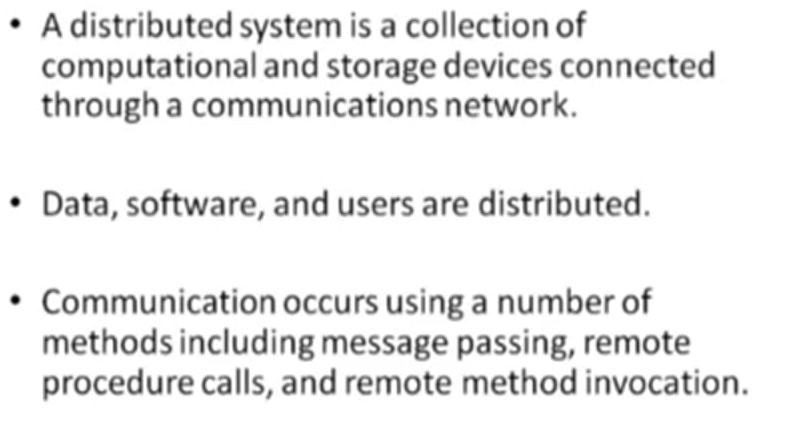 • A distributed system is a collection of
computational and storage devices connected
through a communications network.
• Data, software, and users are distributed.
• Communication occurs using a number of
methods including message passing, remote
procedure calls, and remote method invocation.